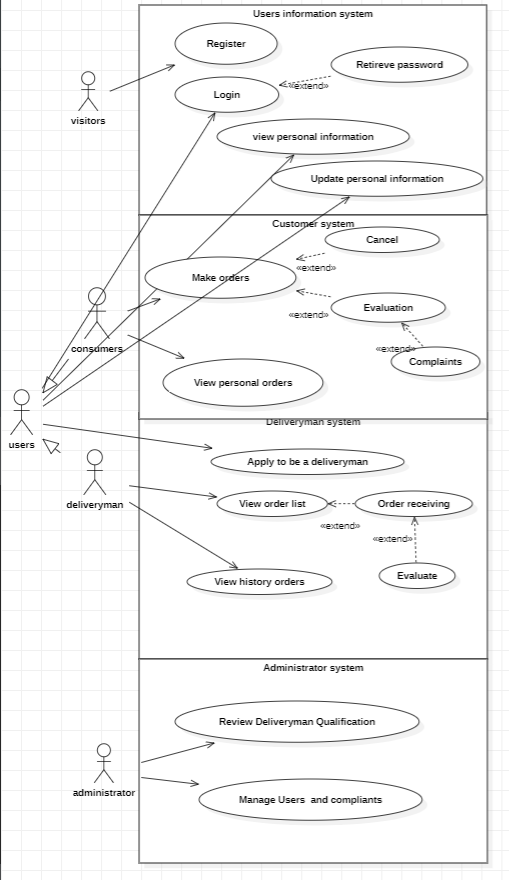 Users information system
Register
Retireve password
Login
«extend»
visitors
view personal information
Update personal information
Customer system
Cancel
Make orders
«extend»
Evaluation
«extend»
consumers
«extend»
Complaints
View personal orders
users
Deliveryman system
Apply to be a deliveryman
deliveryman
View order list
Order receiving
«extend»
«extend»
View history orders
Evaluate
Administrator system
Review Deliveryman Qualification
administrator
Manage Users and compliants